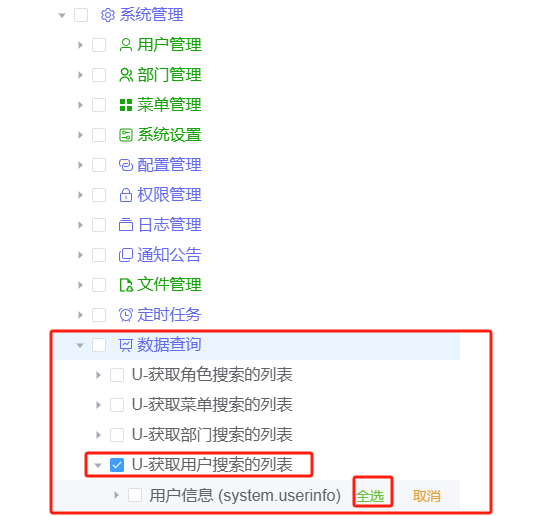 系统管理
用户管理
部门管理
菜单管理
系统设置
配置管理
权限管理
日志管理
通知公告
文件管理
定时任务
数据查询
U-获取角色搜索的列表
U-获取菜单搜索的列表
U-获取部门搜索的列表
U-获取用户搜索的列表
用户信息 (system.userinfo) 全选 取消